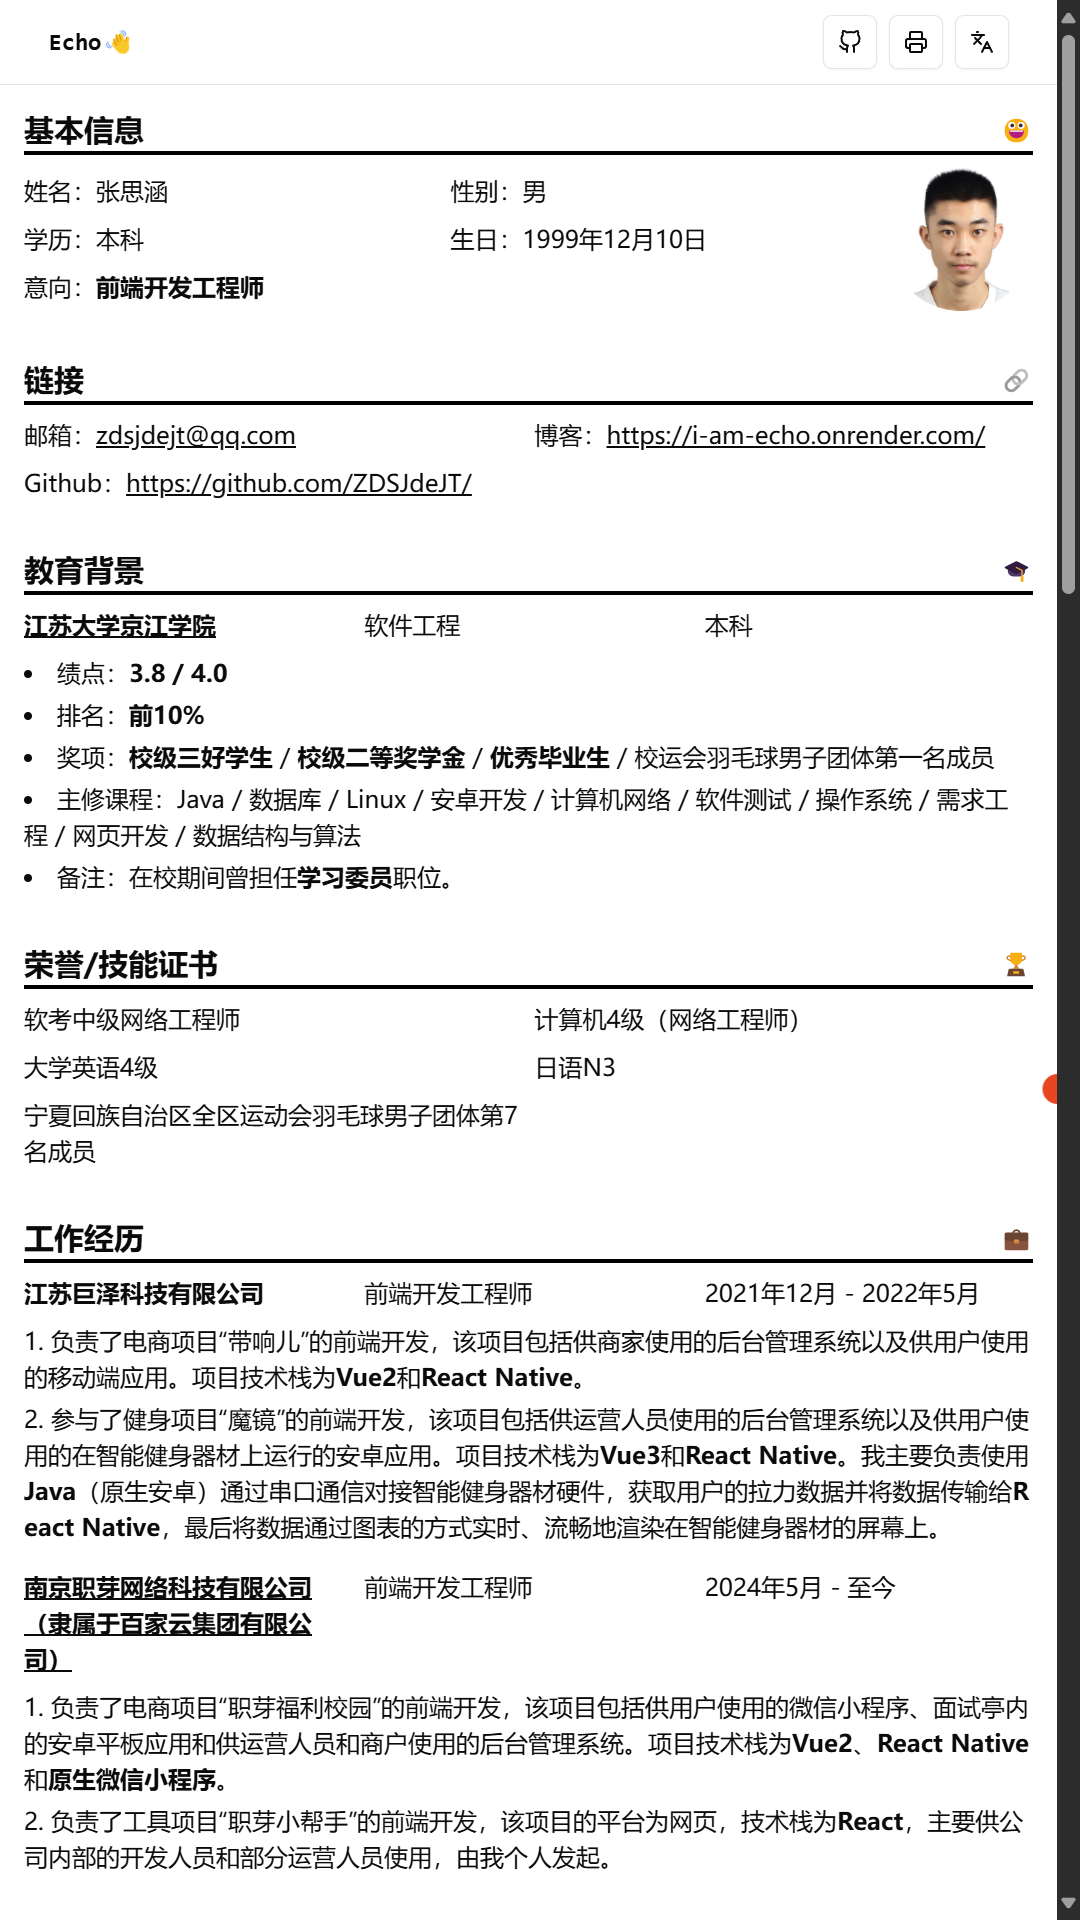 Echo👋
基本信息
姓名：张思涵 性别：男
学历：本科 生日：1999年12月10日
意向：前端开发工程师
链接
邮箱：zdsjdejt@qq.com 博客：https://i-am-echo.onrender.com/
Github：https://github.com/ZDSJdeJT/
教育背景
江苏大学京江学院 软件工程 本科
• 绩点：3.8 / 4.0
• 排名：前10%
• 奖项：校级三好学生 / 校级二等奖学金 / 优秀毕业生 / 校运会羽毛球男子团体第一名成员
• 主修课程：Java / 数据库 / Linux / 安卓开发 / 计算机网络 / 软件测试 / 操作系统 / 需求工
程 / 网页开发 / 数据结构与算法
• 备注：在校期间曾担任学习委员职位。
荣誉/技能证书
软考中级网络工程师 计算机4级（网络工程师）
大学英语4级 日语N3
宁夏回族自治区全区运动会羽毛球男子团体第7
名成员
工作经历
江苏巨泽科技有限公司 前端开发工程师 2021年12月 - 2022年5月
1. 负责了电商项目“带响儿”的前端开发，该项目包括供商家使用的后台管理系统以及供用户使用
的移动端应用。项目技术栈为Vue2和React Native。
2. 参与了健身项目“魔镜”的前端开发，该项目包括供运营人员使用的后台管理系统以及供用户使
用的在智能健身器材上运行的安卓应用。项目技术栈为Vue3和React Native。我主要负责使用
Java（原生安卓）通过串口通信对接智能健身器材硬件，获取用户的拉力数据并将数据传输给R
eact Native，最后将数据通过图表的方式实时、流畅地渲染在智能健身器材的屏幕上。
南京职芽网络科技有限公司 前端开发工程师 2024年5月 - 至今
（隶属于百家云集团有限公
司）
1. 负责了电商项目“职芽福利校园”的前端开发，该项目包括供用户使用的微信小程序、面试亭内
的安卓平板应用和供运营人员和商户使用的后台管理系统。项目技术栈为Vue2、React Native
和原生微信小程序。
2. 负责了工具项目“职芽小帮手”的前端开发，该项目的平台为网页，技术栈为React，主要供公
司内部的开发人员和部分运营人员使用，由我个人发起。